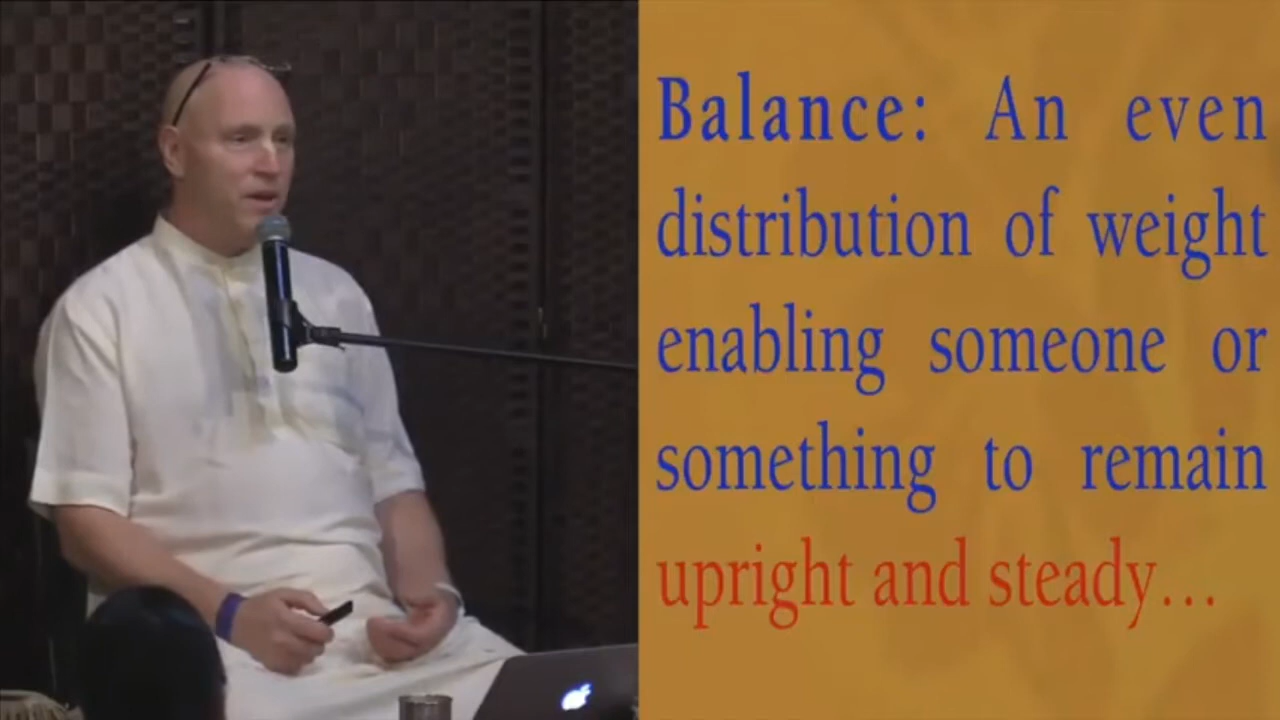 Balance: An even
distribution of weight
enabling someone or
something to remain
upright and steady…